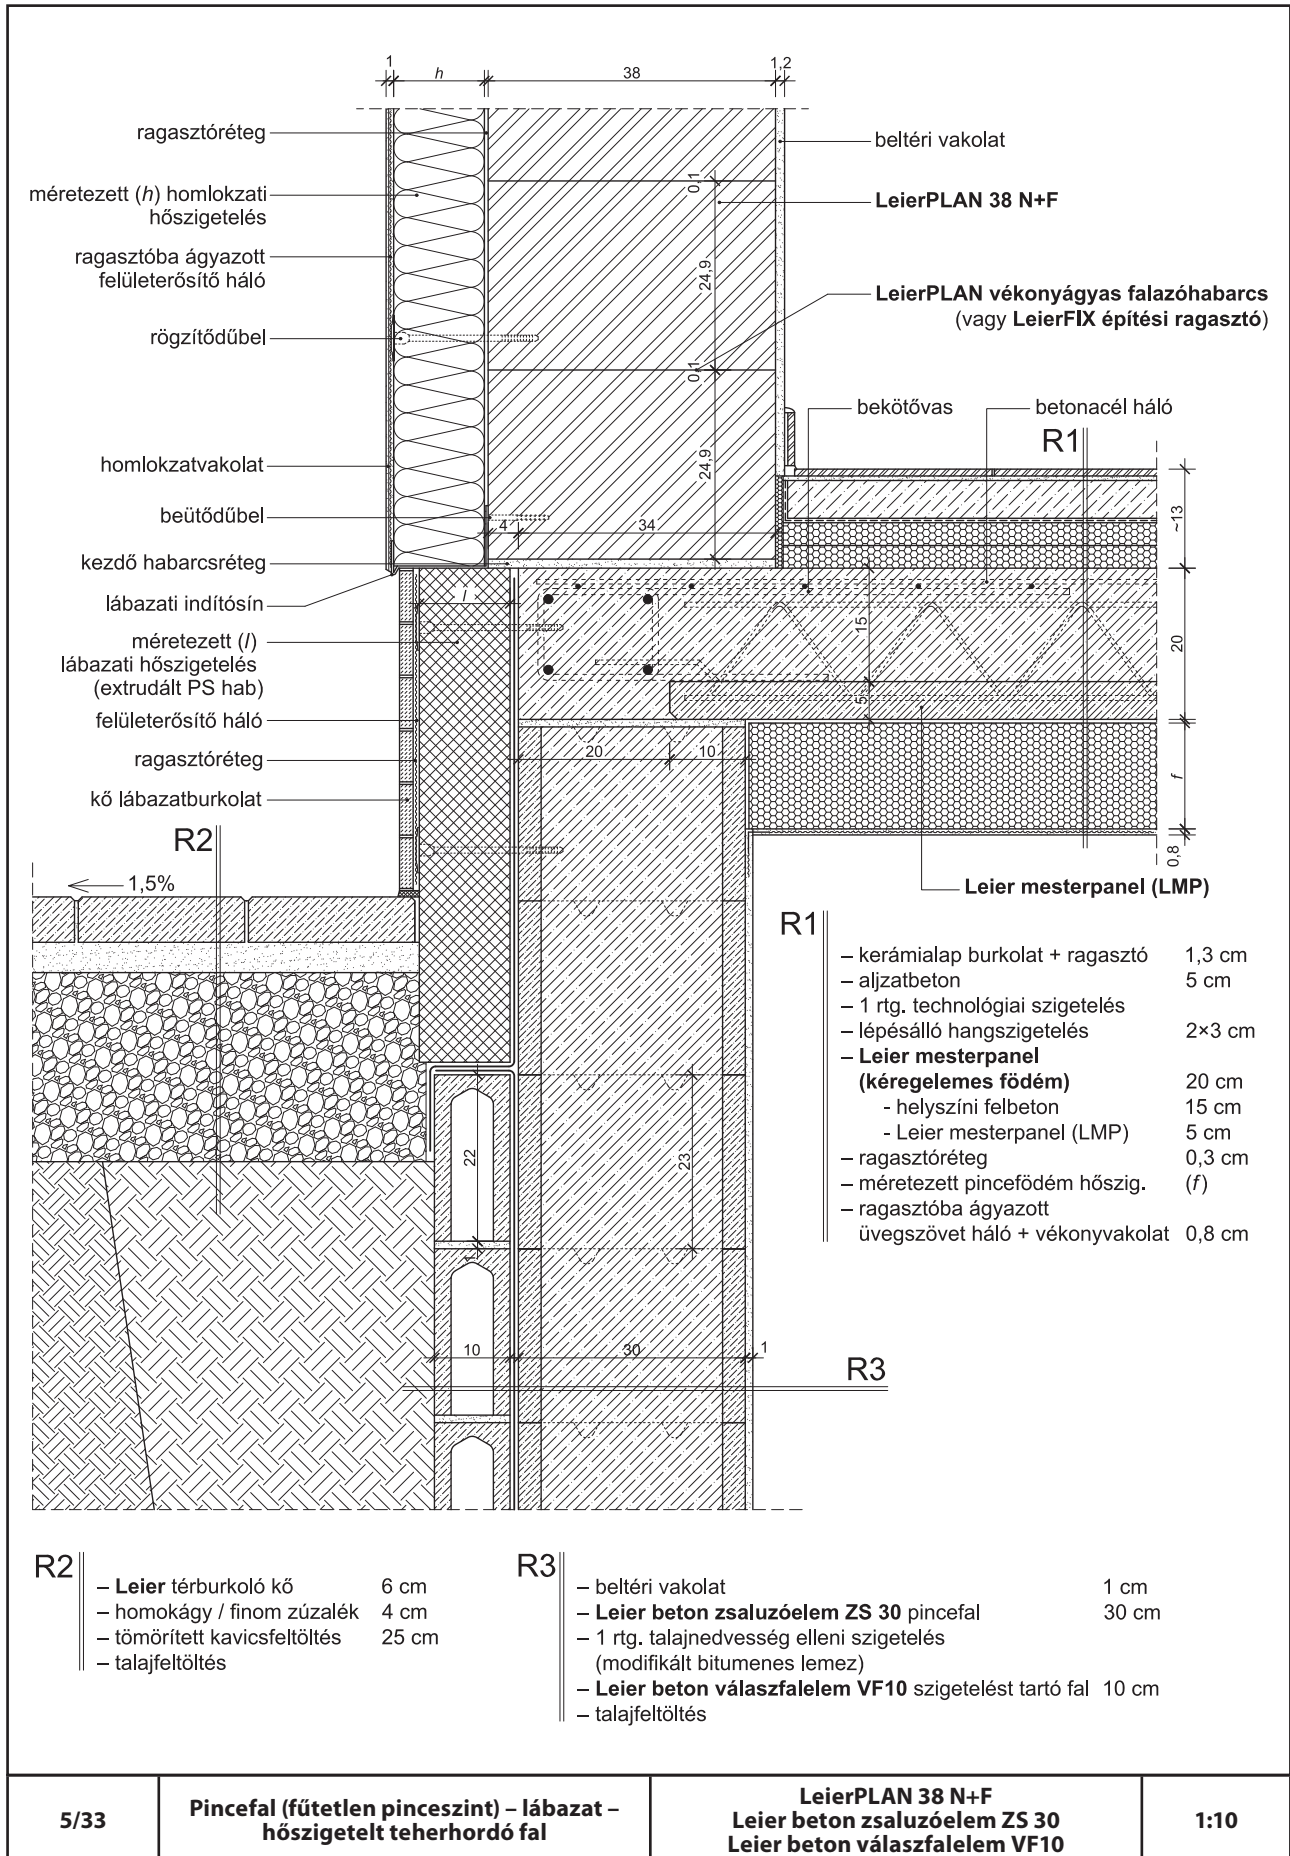 1
h
38
1,2
ragasztóréteg
beltéri vakolat
méretezett (h) homlokzati
hőszigetelés
0,1
LeierPLAN 38 N+F
ragasztóba ágyazott
felületerősítő háló
24,9
LeierPLAN vékonyágyas falazóhabarcs
(vagy LeierFIX építési ragasztó)
rögzítődűbel
0,1
bekötővas
betonacél háló
R1
homlokzatvakolat
24,9
~13
beütődűbel
4
34
kezdő habarcsréteg
lábazati indítósín
l
méretezett (l)
lábazati hőszigetelés
(extrudált PS hab)
15
20
5
felületerősítő háló
ragasztóréteg
20
10
f
kő lábazatburkolat
R2
0,8
1,5%
Leier mesterpanel (LMP)
R1
– kerámialap burkolat + ragasztó 1,3 cm
– aljzatbeton 5 cm
– 1 rtg. technológiai szigetelés
– lépésálló hangszigetelés 2×3 cm
– Leier mesterpanel
(kéregelemes födém) 20 cm
- helyszíni felbeton 15 cm
- Leier mesterpanel (LMP) 5 cm
– ragasztóréteg 0,3 cm
– méretezett pincefödém hőszig. (f)
– ragasztóba ágyazott
üvegszövet háló + vékonyvakolat 0,8 cm
22
23
1
10
30
1
R3
R2
– Leier térburkoló kő 6 cm
– homokágy / finom zúzalék 4 cm
– tömörített kavicsfeltöltés 25 cm
– talajfeltöltés
R3
– beltéri vakolat 1 cm
– Leier beton zsaluzóelem ZS 30 pincefal 30 cm
– 1 rtg. talajnedvesség elleni szigetelés
(modifikált bitumenes lemez)
– Leier beton válaszfalelem VF10 szigetelést tartó fal 10 cm
– talajfeltöltés
5/33
Pincefal (fűtetlen pinceszint) – lábazat –
hőszigetelt teherhordó fal
LeierPLAN 38 N+F
Leier beton zsaluzóelem ZS 30
Leier beton válaszfalelem VF10
1:10